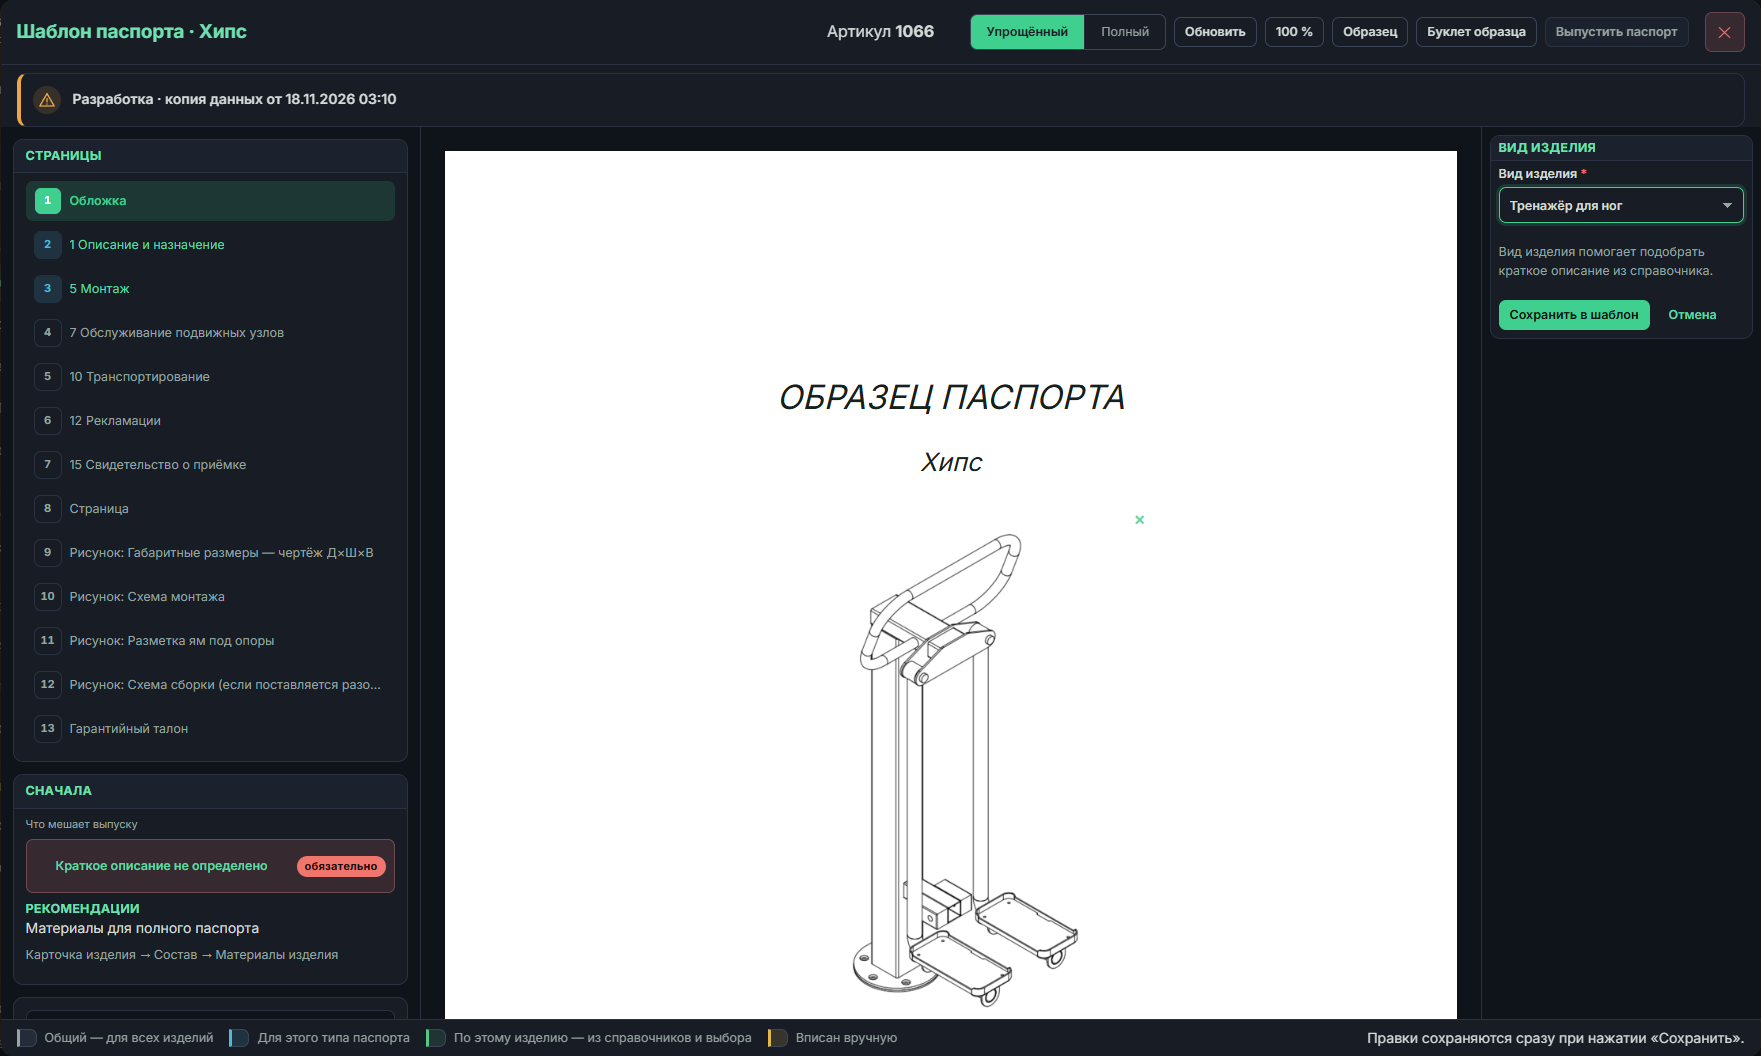 Шаблон паспорта · Хипс
Артикул 1066
Упрощённый
Полный
Обновить
100 %
Образец
Буклет образца
Выпустить паспорт
Разработка · копия данных от 18.11.2026 03:10
СТРАНИЦЫ
1 Обложка
2 1 Описание и назначение
3 5 Монтаж
4 7 Обслуживание подвижных узлов
5 10 Транспортирование
6 12 Рекламации
7 15 Свидетельство о приёмке
8 Страница
9 Рисунок: Габаритные размеры — чертёж Д×Ш×В
10 Рисунок: Схема монтажа
11 Рисунок: Разметка ям под опоры
12 Рисунок: Схема сборки (если поставляется разо...
13 Гарантийный талон
СНАЧАЛА
Что мешает выпуску
Краткое описание не определено
обязательно
РЕКОМЕНДАЦИИ
Материалы для полного паспорта
Карточка изделия → Состав → Материалы изделия
ОБРАЗЕЦ ПАСПОРТА
Хипс
ВИД ИЗДЕЛИЯ
Вид изделия *
Тренажёр для ног
Вид изделия помогает подобрать
краткое описание из справочника.
Сохранить в шаблон
Отмена
Общий — для всех изделий
Для этого типа паспорта
По этому изделию — из справочников и выбора
Вписан вручную
Правки сохраняются сразу при нажатии «Сохранить».